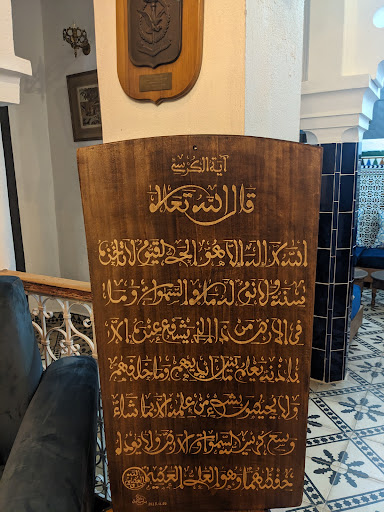 آية الكرسي
قال الله تعالى
الله لا إله إلا هو الحي القيوم لا تأخذه
سنة ولا نوم له ما في السموات وما
في الأرض من ذا الذي يشفع عنده إلا
بإذنه يعلم ما بين أيديهم وما خلفهم
ولا يحيطون بشيء من علمه إلا بما شاء
وسع كرسيه السموات والأرض ولا يؤوده
حفظهما وهو العلي العظيم